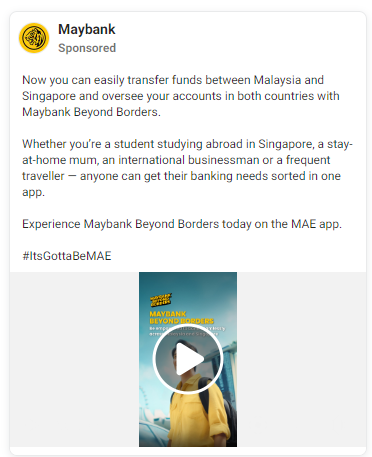 Maybank
Sponsored
Now you can easily transfer funds between Malaysia and
Singapore and oversee your accounts in both countries with
Maybank Beyond Borders.
Whether you're a student studying abroad in Singapore, a stay-
at-home mum, an international businessman or a frequent
traveller — anyone can get their banking needs sorted in one
app.
Experience Maybank Beyond Borders today on the MAE app.
#ItsGottaBeMAE
MAYBANK
BEYOND BORDERS